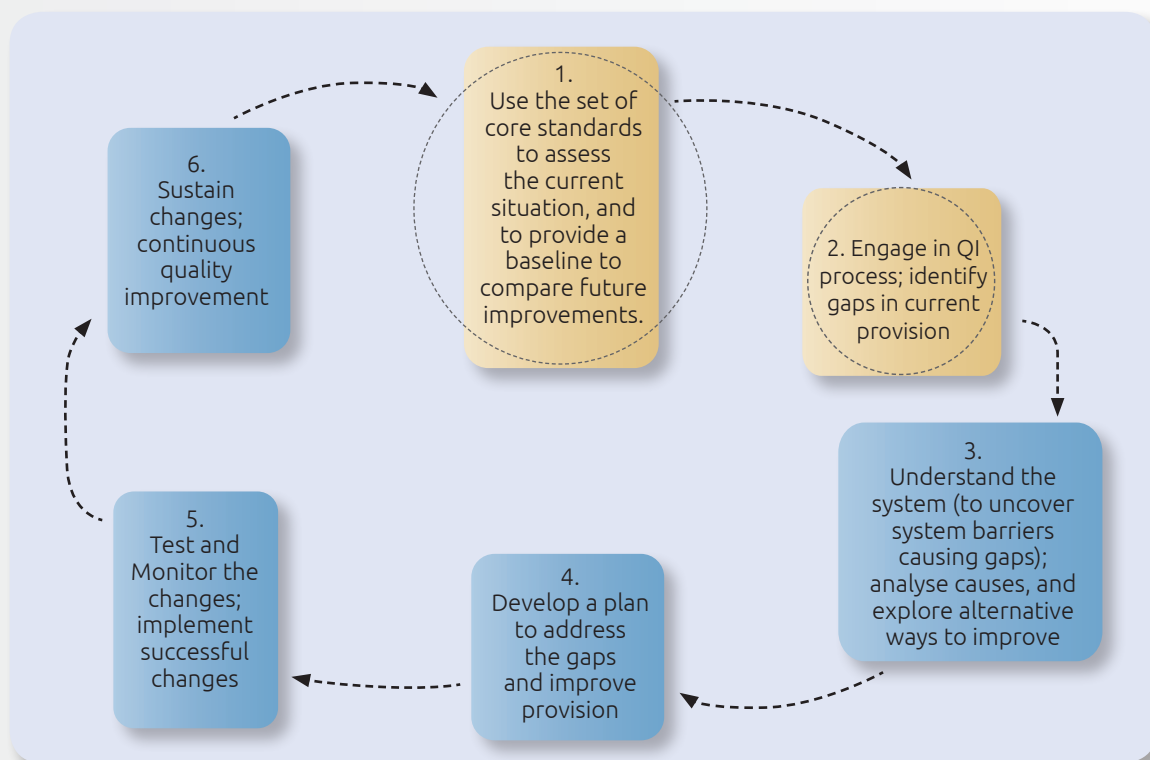 1.
Use the set of
core standards
to assess
the current
situation, and
to provide a
baseline to
compare future
improvements.
2. Engage in QI
process; identify
gaps in current
provision
3.
Understand the
system (to uncover
system barriers
causing gaps);
analyse causes, and
explore alternative
ways to improve
4.
Develop a plan
to address
the gaps
and improve
provision
5.
Test and
Monitor the
changes;
implement
successful
changes
6.
Sustain
changes;
continuous
quality
improvement